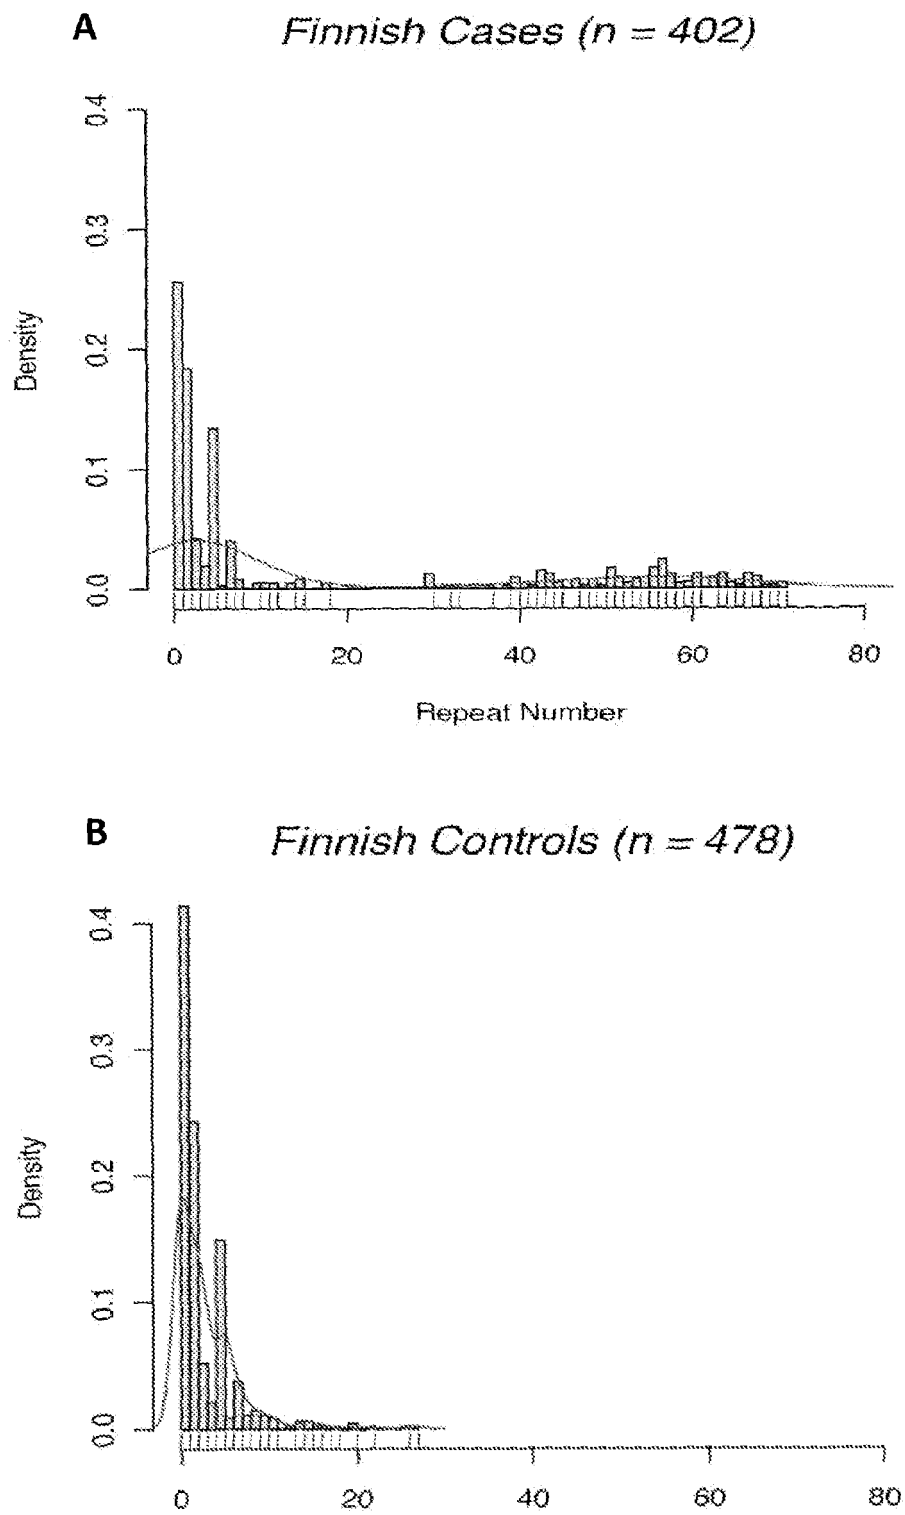 A
Finnish Cases (n = 402)
0.4
0.3
0.2
0.1
0.0
Density
0 20 40 60 80
Repeat Number
B
Finnish Controls (n = 478)
0.4
0.3
0.2
0.1
0.0
Density
0 20 40 60 80